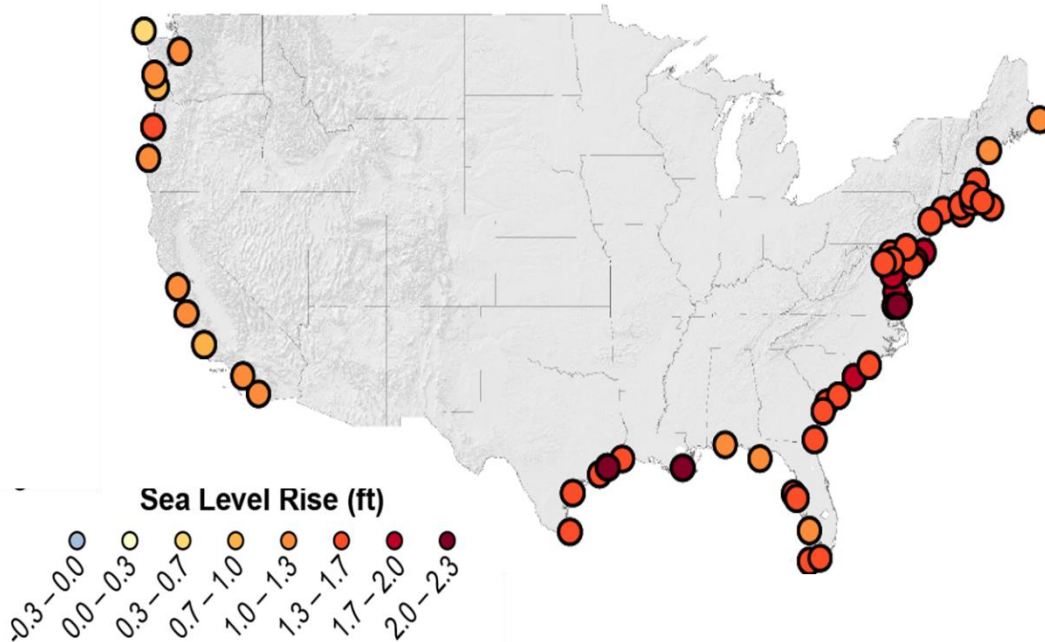 Sea Level Rise (ft)
-0.3 – 0.0
0.0 – 0.3
0.3 – 0.7
0.7 – 1.0
1.0 – 1.3
1.3 – 1.7
1.7 – 2.0
2.0 – 2.3